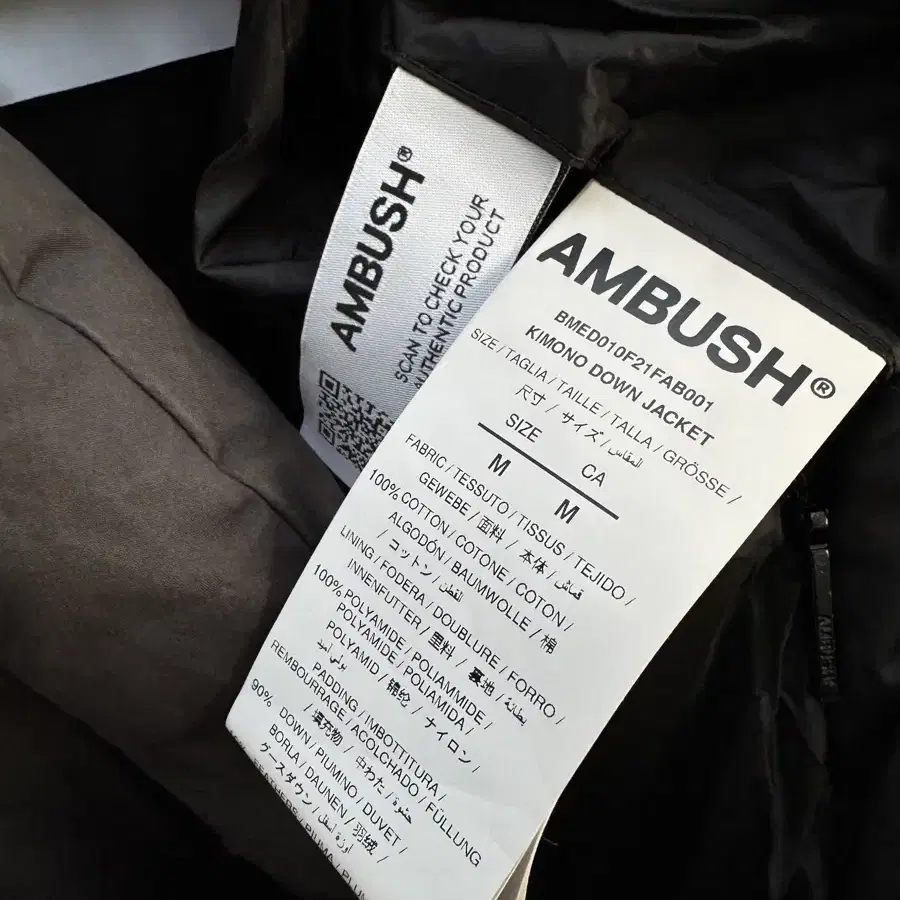 AMBUSH®
SCAN TO CHECK YOUR
AUTHENTIC PRODUCT
AMBUSH®
BMED010F21FAB001
KIMONO DOWN JACKET
SIZE / TAGLIA / TAILLE / TALLA / GRÖSSE /
尺寸 / サイズ / المقاس
SIZE CA
M M
FABRIC / TESSUTO / TISSUS / TEJIDO /
GEWEBE / 面料 / 本体 / قماش
100% COTTON / COTONE / COTON /
ALGODÓN / BAUMWOLLE / 棉
/ コットン / القطن
LINING / FODERA / DOUBLURE / FORRO /
INNENFUTTER / 里料 / 裏地 / بطانة
100% POLYAMIDE / POLIAMMIDE /
POLYAMIDE / POLIAMIDA /
POLYAMID / 锦纶 / ナイロン /
بولي أميد
PADDING / IMBOTTITURA /
REMBOURRAGE / ACOLCHADO / FÜLLUNG
/ 填充物 / 中わた / حشوة
90% DOWN / PIUMINO / DUVET /
BORLA / DAUNEN / 羽绒 /
グースダウン /
AMBUSH